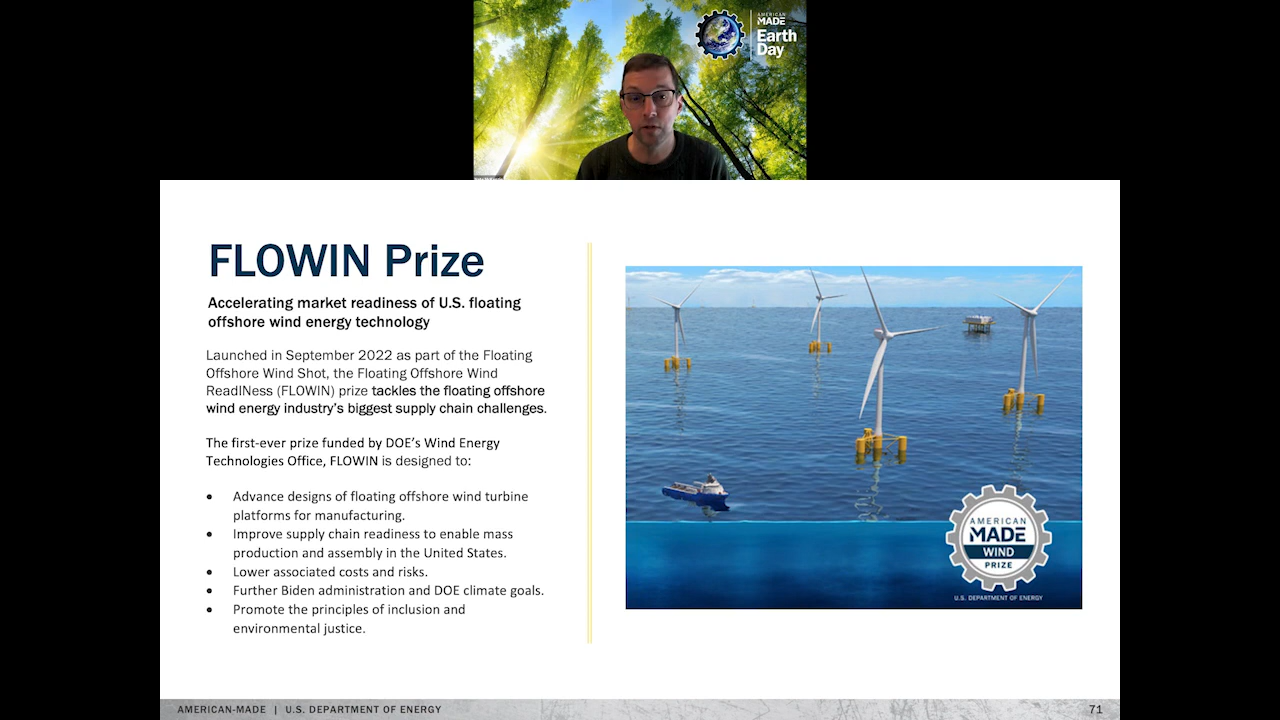 AMERICAN
MADE
Earth
Day
FLOWIN Prize
Accelerating market readiness of U.S. floating
offshore wind energy technology
Launched in September 2022 as part of the Floating
Offshore Wind Shot, the Floating Offshore Wind
ReadINess (FLOWIN) prize tackles the floating offshore
wind energy industry's biggest supply chain challenges.
The first-ever prize funded by DOE's Wind Energy
Technologies Office, FLOWIN is designed to:
• Advance designs of floating offshore wind turbine
platforms for manufacturing.
• Improve supply chain readiness to enable mass
production and assembly in the United States.
• Lower associated costs and risks.
• Further Biden administration and DOE climate goals.
• Promote the principles of inclusion and
environmental justice.
AMERICAN
MADE
WIND
PRIZE
U.S. DEPARTMENT OF ENERGY
AMERICAN-MADE | U.S. DEPARTMENT OF ENERGY
71